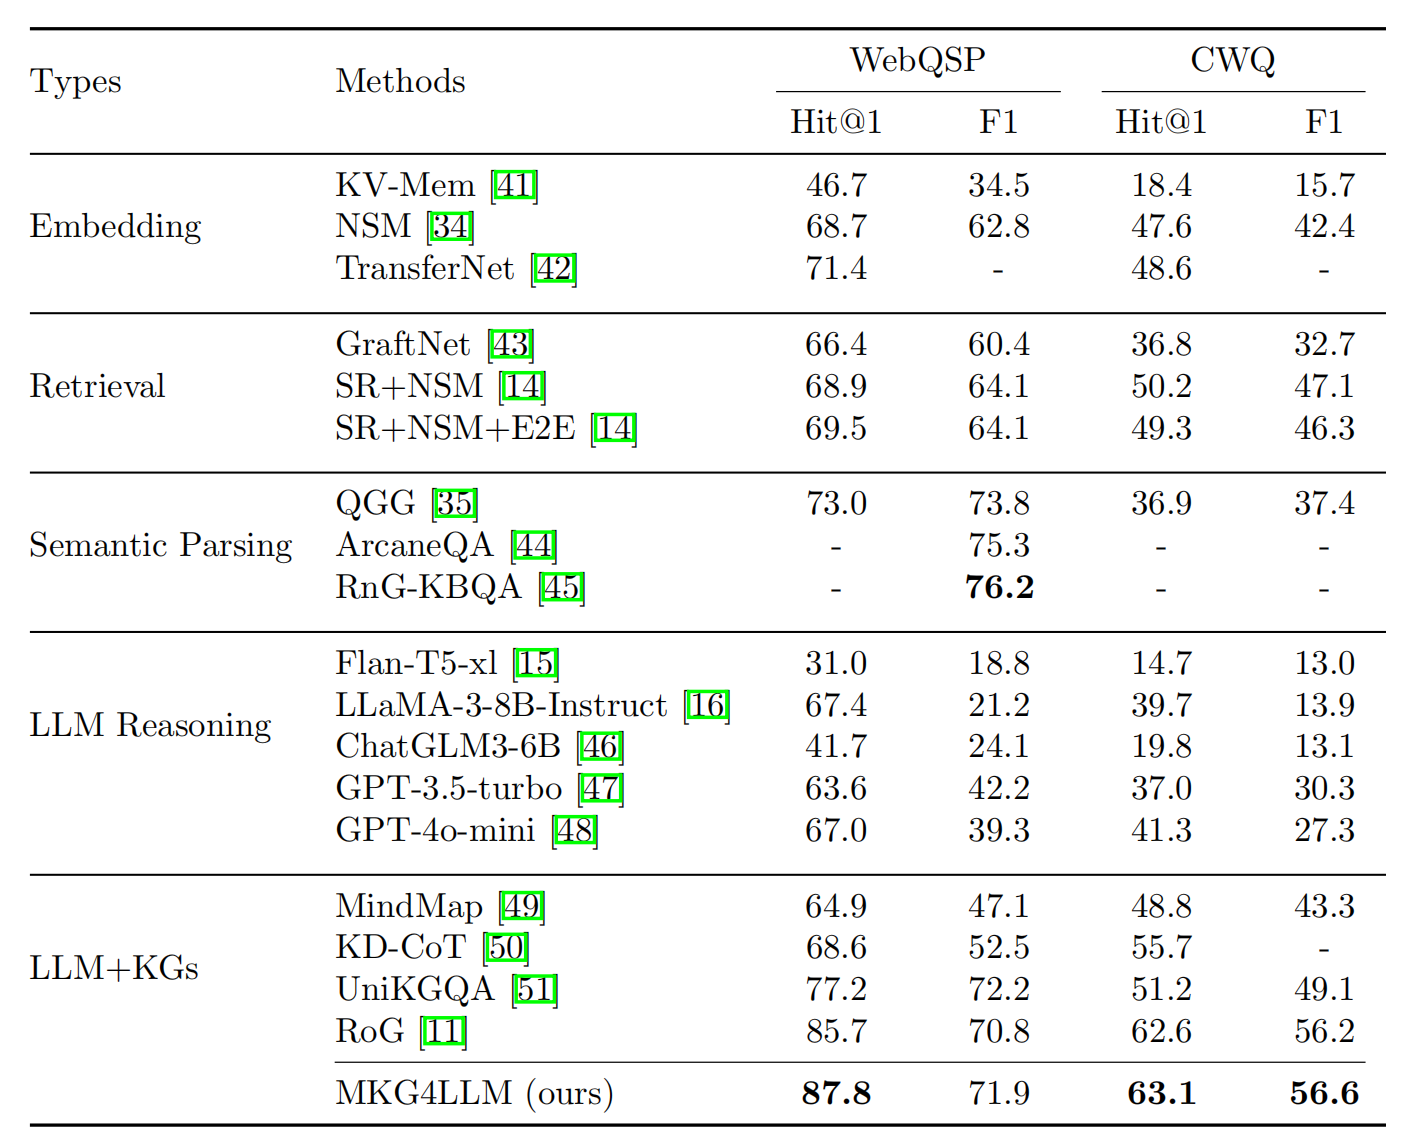 Types Methods WebQSP CWQ
Hit@1 F1 Hit@1 F1
KV-Mem [41] 46.7 34.5 18.4 15.7
Embedding NSM [34] 68.7 62.8 47.6 42.4
TransferNet [42] 71.4 - 48.6 -
GraftNet [43] 66.4 60.4 36.8 32.7
Retrieval SR+NSM [14] 68.9 64.1 50.2 47.1
SR+NSM+E2E [14] 69.5 64.1 49.3 46.3
QGG [35] 73.0 73.8 36.9 37.4
Semantic Parsing ArcaneQA [44] - 75.3 - -
RnG-KBQA [45] - 76.2 - -
Flan-T5-xl [15] 31.0 18.8 14.7 13.0
LLM Reasoning LLaMA-3-8B-Instruct [16] 67.4 21.2 39.7 13.9
ChatGLM3-6B [46] 41.7 24.1 19.8 13.1
GPT-3.5-turbo [47] 63.6 42.2 37.0 30.3
GPT-4o-mini [48] 67.0 39.3 41.3 27.3
MindMap [49] 64.9 47.1 48.8 43.3
LLM+KGs KD-CoT [50] 68.6 52.5 55.7 -
UniKGQA [51] 77.2 72.2 51.2 49.1
RoG [11] 85.7 70.8 62.6 56.2
MKG4LLM (ours) 87.8 71.9 63.1 56.6